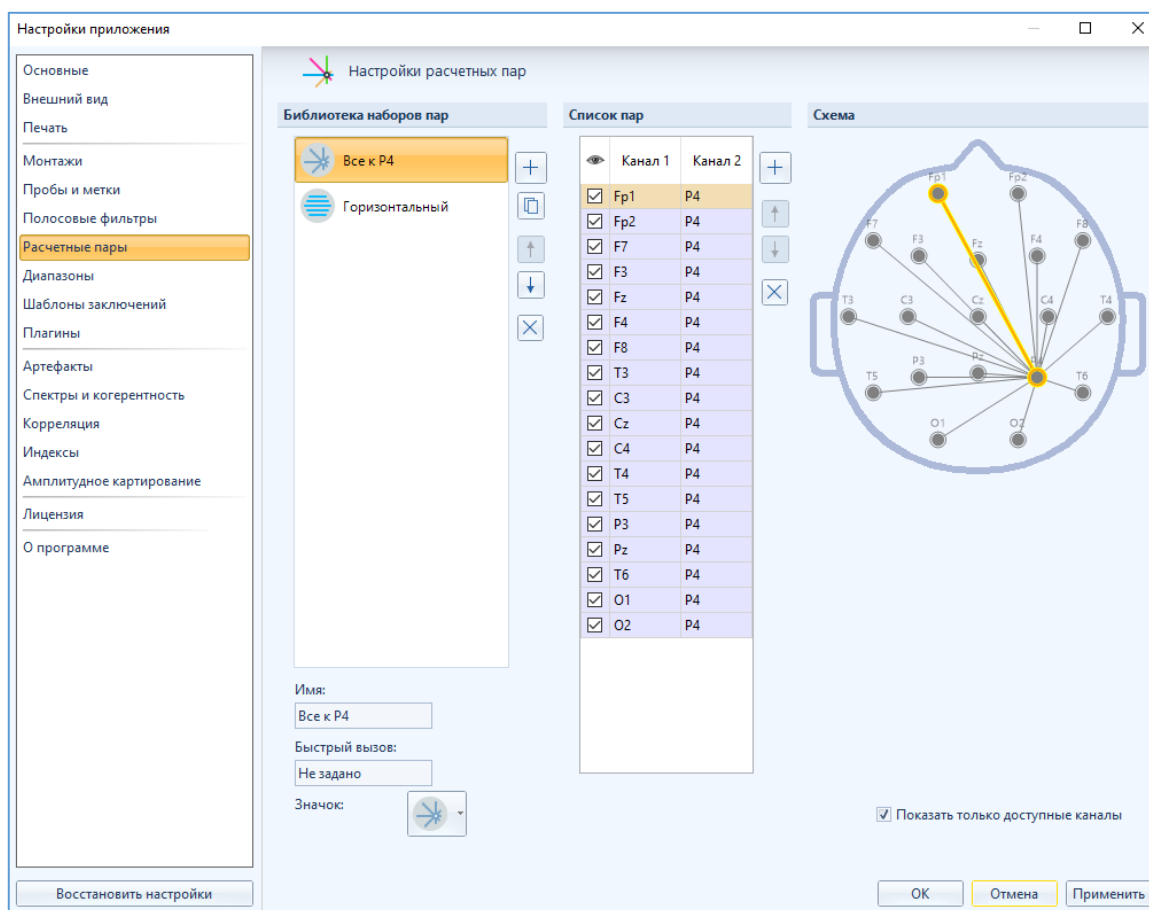 Настройки приложения
Основные
Внешний вид
Печать
Монтажи
Пробы и метки
Полосовые фильтры
Расчетные пары
Диапазоны
Шаблоны заключений
Плагины
Артефакты
Спектры и когерентность
Корреляция
Индексы
Амплитудное картирование
Лицензия
О программе
Восстановить настройки
Настройки расчетных пар
Библиотека наборов пар
Все к P4
Горизонтальный
Имя:
Все к P4
Быстрый вызов:
Не задано
Значок:
Список пар
Канал 1 Канал 2
Fp1 P4
Fp2 P4
F7 P4
F3 P4
Fz P4
F4 P4
F8 P4
T3 P4
C3 P4
Cz P4
C4 P4
T4 P4
T5 P4
P3 P4
Pz P4
T6 P4
O1 P4
O2 P4
Схема
Fp1 Fp2
F7 F3 Fz F4 F8
T3 C3 Cz C4 T4
T5 P3 Pz P4 T6
O1 O2
Показать только доступные каналы
ОК Отмена Применить